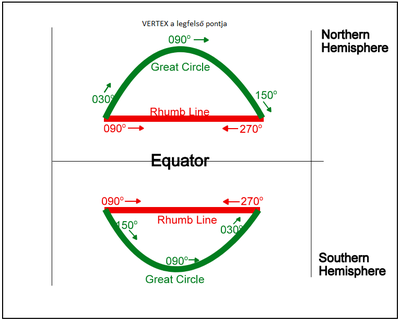 VERTEX a legfelső pontja
090°
Northern
Hemisphere
Great Circle
030°
150°
Rhumb Line
090°
270°
Equator
090°
270°
Rhumb Line
150°
030°
090°
Great Circle
Southern
Hemisphere